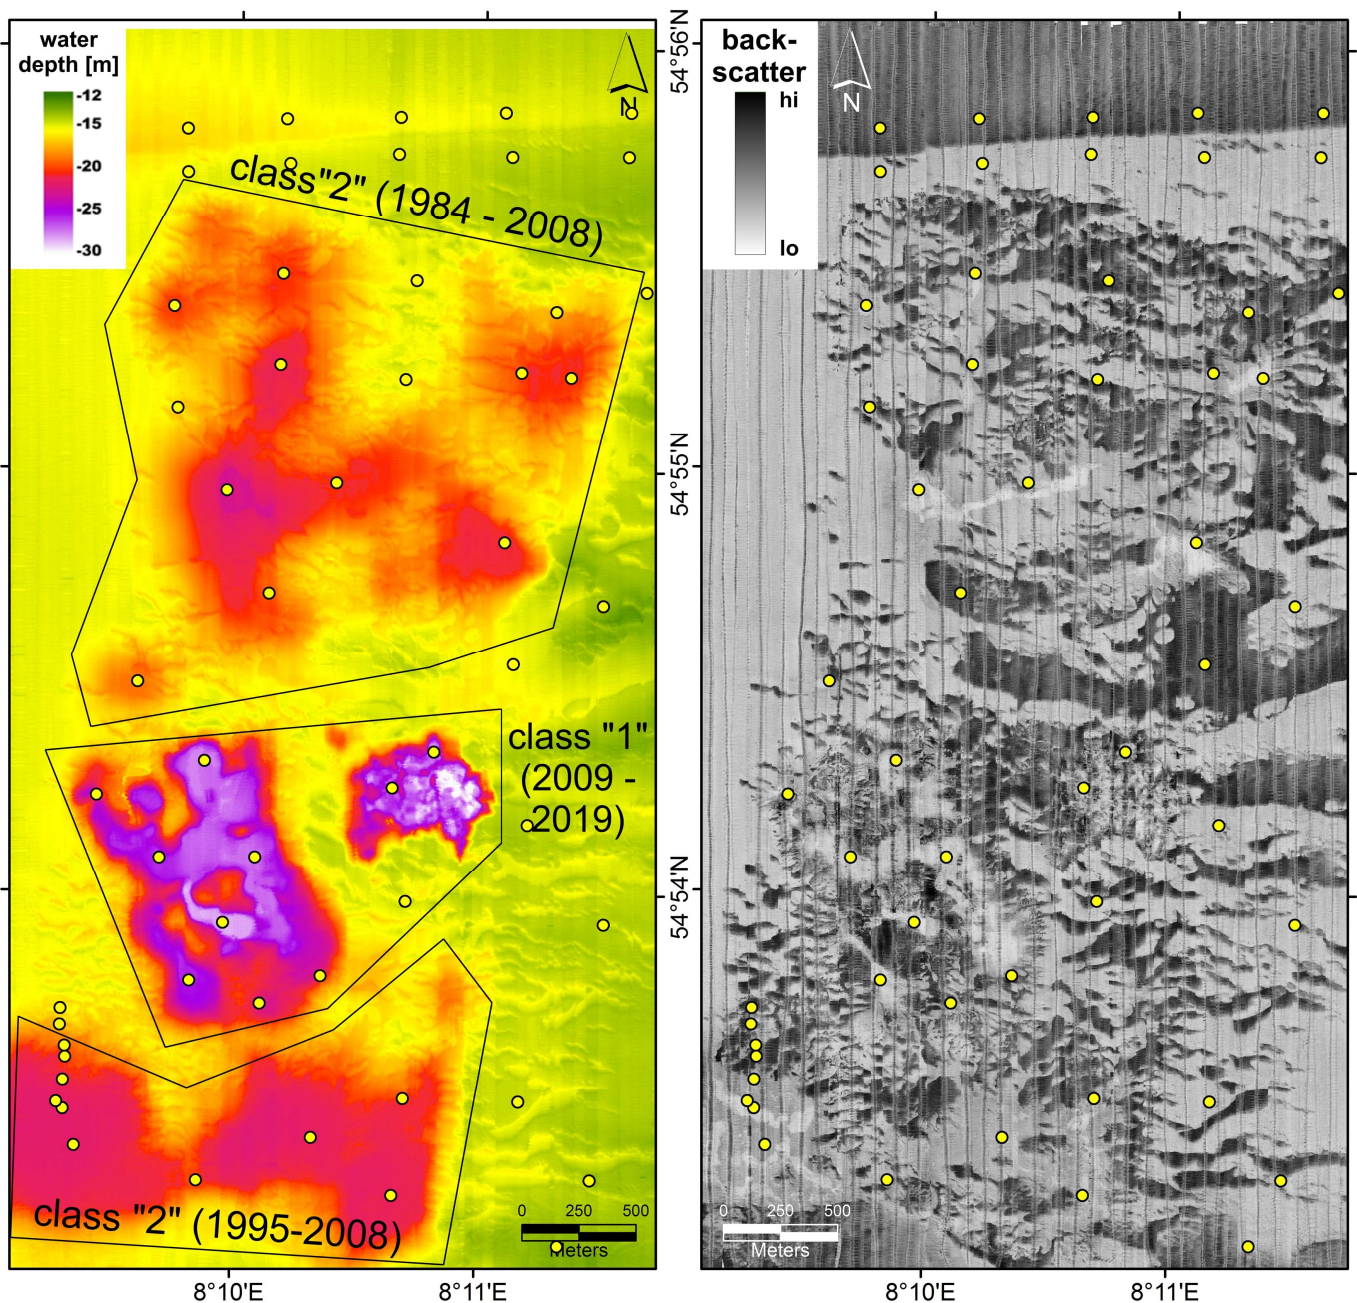 water
depth [m]
-12
-15
-20
-25
-30
N
class"2" (1984 - 2008)
class "1"
(2009 -
2019)
class "2" (1995-2008)
0 250 500
Meters
8°10'E
8°11'E
54°56'N
54°55'N
54°54'N
back-
scatter
hi
lo
N
0 250 500
Meters
8°10'E
8°11'E